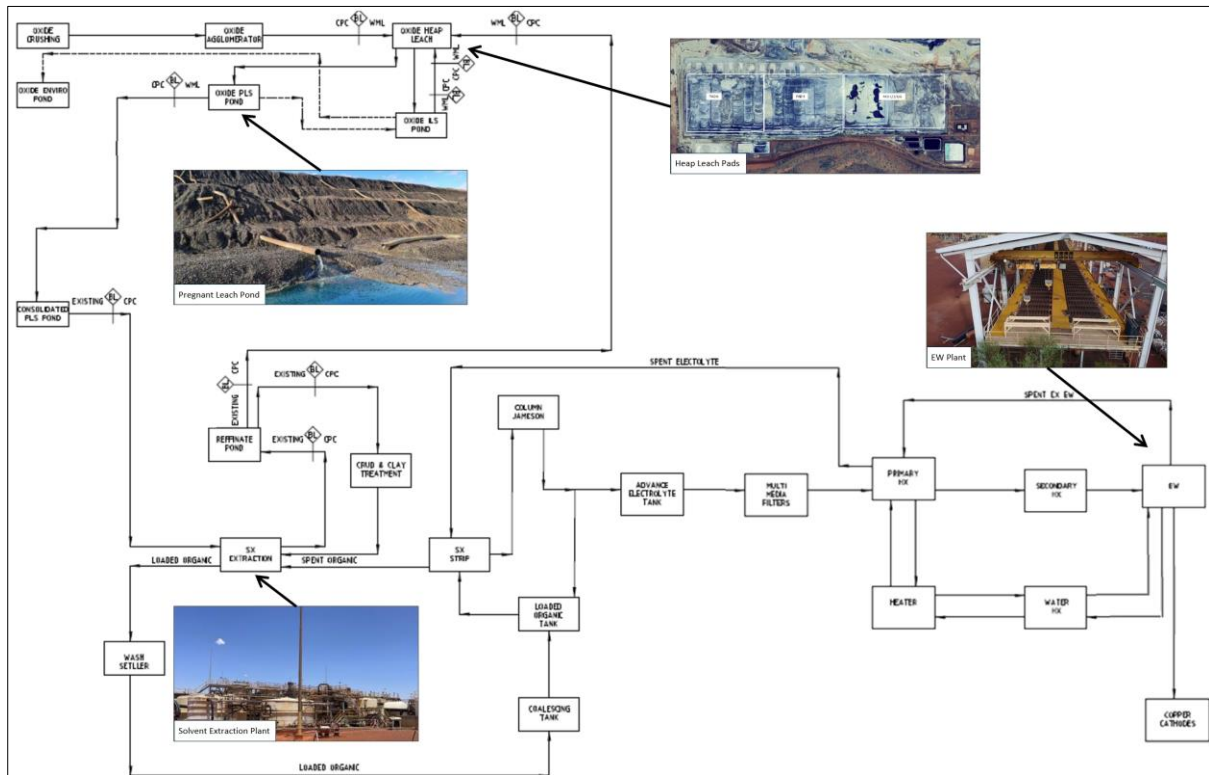 OXIDE
CRUSHING
OXIDE
AGGLOMERATOR
CPC BL WML
OXIDE HEAP
LEACH
WML BL CPC
OXIDE ENVIRO
POND
CPC BL WML
OXIDE PLS
POND
WML CPC
CPC WML
OXIDE ILS
POND
Heap Leach Pads
Pregnant Leach Pond
CONSOLIDATED
PLS POND
EXISTING BL CPC
EW Plant
EXISTING BL CPC
EXISTING BL CPC
REFFINATE
POND
EXISTING BL CPC
CRUD & CLAY
TREATMENT
SPENT ELECTOLYTE
COLUMN
JAMESON
SPENT EX EW
ADVANCE
ELECTROLYTE
TANK
MULTI
MEDIA
FILTERS
PRIMARY
HX
SECONDARY
HX
EW
LOADED ORGANIC
SX
EXTRACTION
SPENT ORGANIC
SX
STRIP
LOADED
ORGANIC
TANK
HEATER
WATER
HX
WASH
SETLLER
Solvent Extraction Plant
COALESCING
TANK
COPPER
CATHODES
LOADED ORGANIC